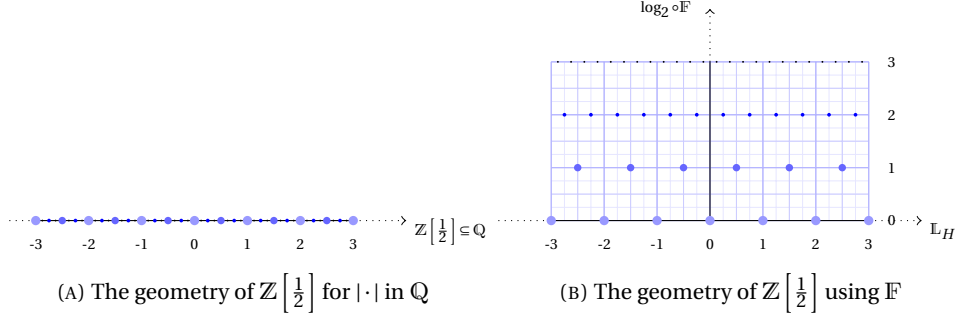 log₂ ∘𝔽
3
2
1
0
-3 -2 -1 0 1 2 3
ℤ[1/2] ⊆ ℚ
-3 -2 -1 0 1 2 3
𝕃_H
(A) The geometry of ℤ[1/2] for |·| in ℚ
(B) The geometry of ℤ[1/2] using 𝔽